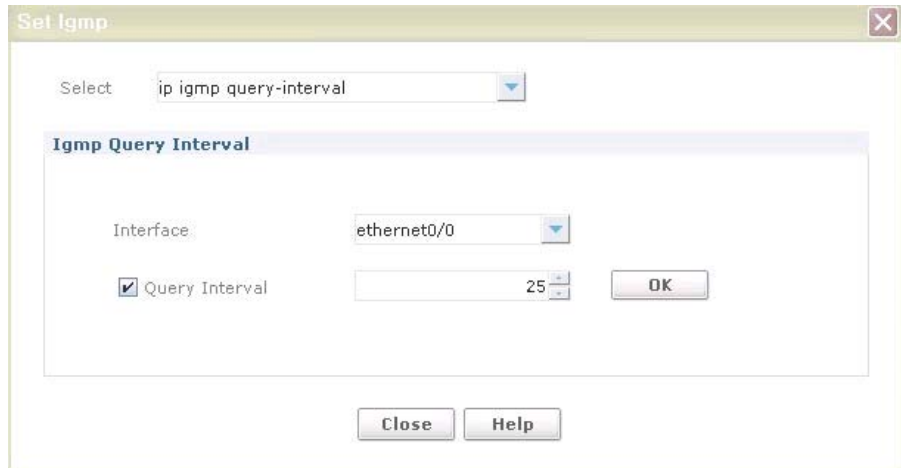 Set Igmp
Select ip igmp query-interval
Igmp Query Interval
Interface ethernet0/0
Query Interval 25 OK
Close Help